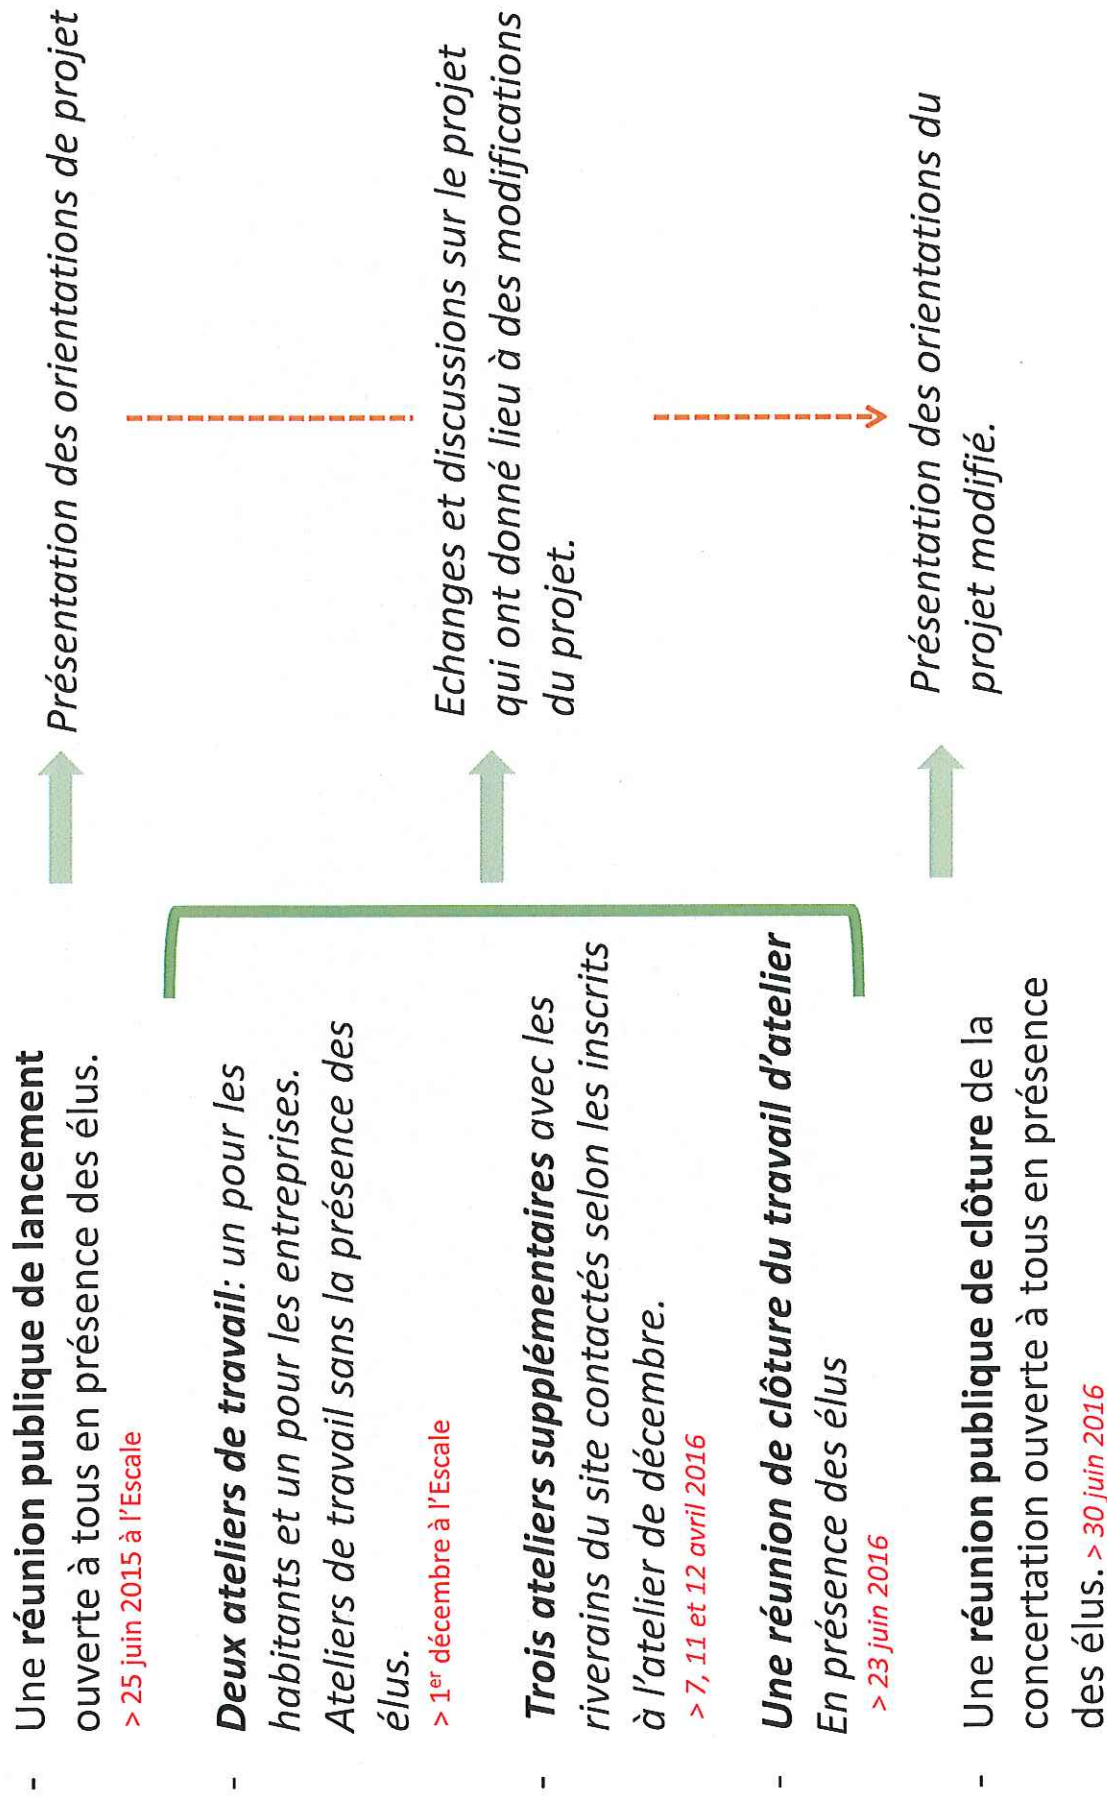 - Une réunion publique de lancement
ouverte à tous en présence des élus.
> 25 juin 2015 à l'Escale
- Deux ateliers de travail: un pour les
habitants et un pour les entreprises.
Ateliers de travail sans la présence des
élus.
> 1er décembre à l'Escale
- Trois ateliers supplémentaires avec les
riverains du site contactés selon les inscrits
à l'atelier de décembre.
> 7, 11 et 12 avril 2016
- Une réunion de clôture du travail d'atelier
En présence des élus
> 23 juin 2016
- Une réunion publique de clôture de la
concertation ouverte à tous en présence
des élus. > 30 juin 2016
Présentation des orientations de projet
Echanges et discussions sur le projet
qui ont donné lieu à des modifications
du projet.
Présentation des orientations du
projet modifié.